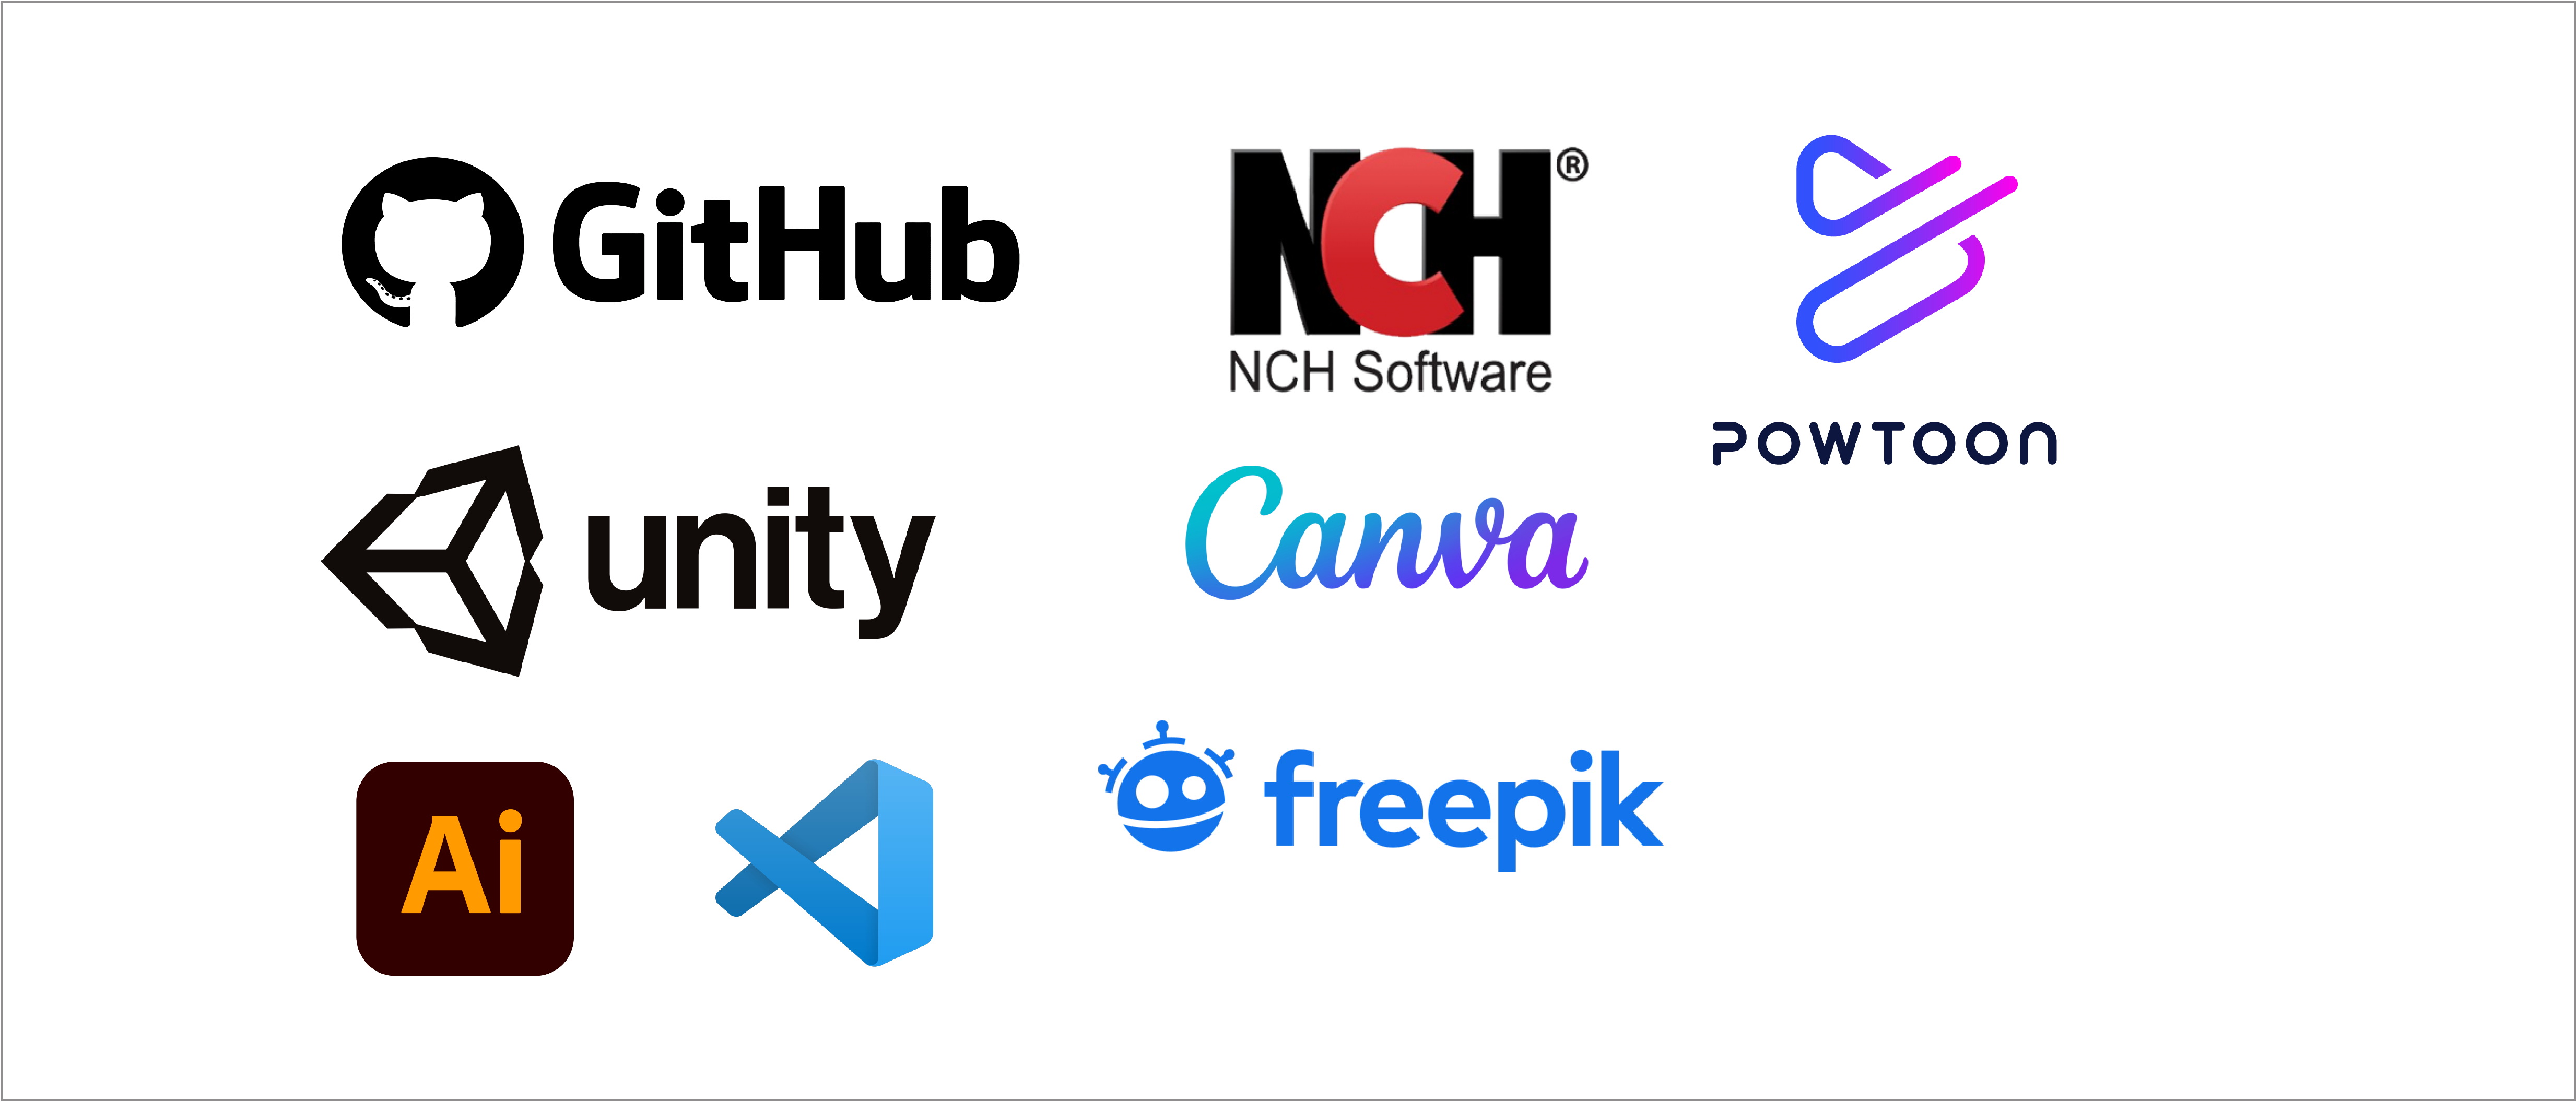 GitHub
NCH®
NCH Software
POWTOON
unity
Canva
Ai
freepik